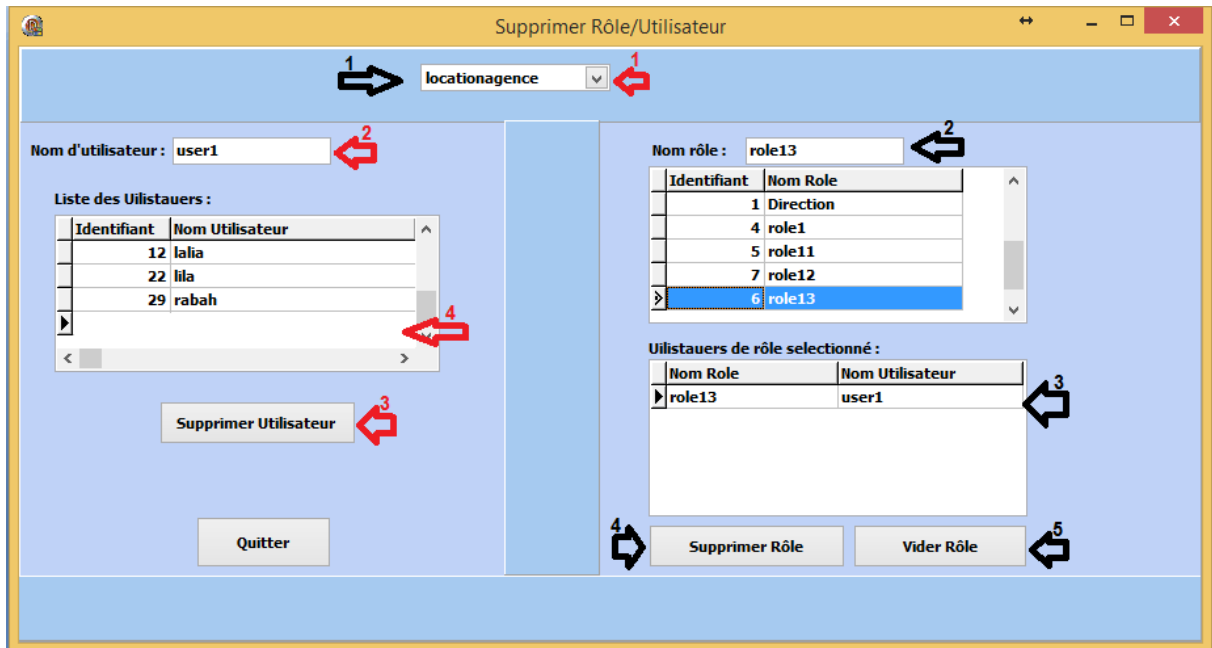 Supprimer Rôle/Utilisateur
1
locationagence
1
Nom d'utilisateur : user1
2
Liste des Uilistauers :
Identifiant Nom Utilisateur
12 lalia
22 lila
29 rabah
4
Supprimer Utilisateur
3
Quitter
Nom rôle : role13
2
Identifiant Nom Role
1 Direction
4 role1
5 role11
7 role12
6 role13
Uilistauers de rôle selectionné :
Nom Role Nom Utilisateur
role13 user1
3
4
Supprimer Rôle
Vider Rôle
5